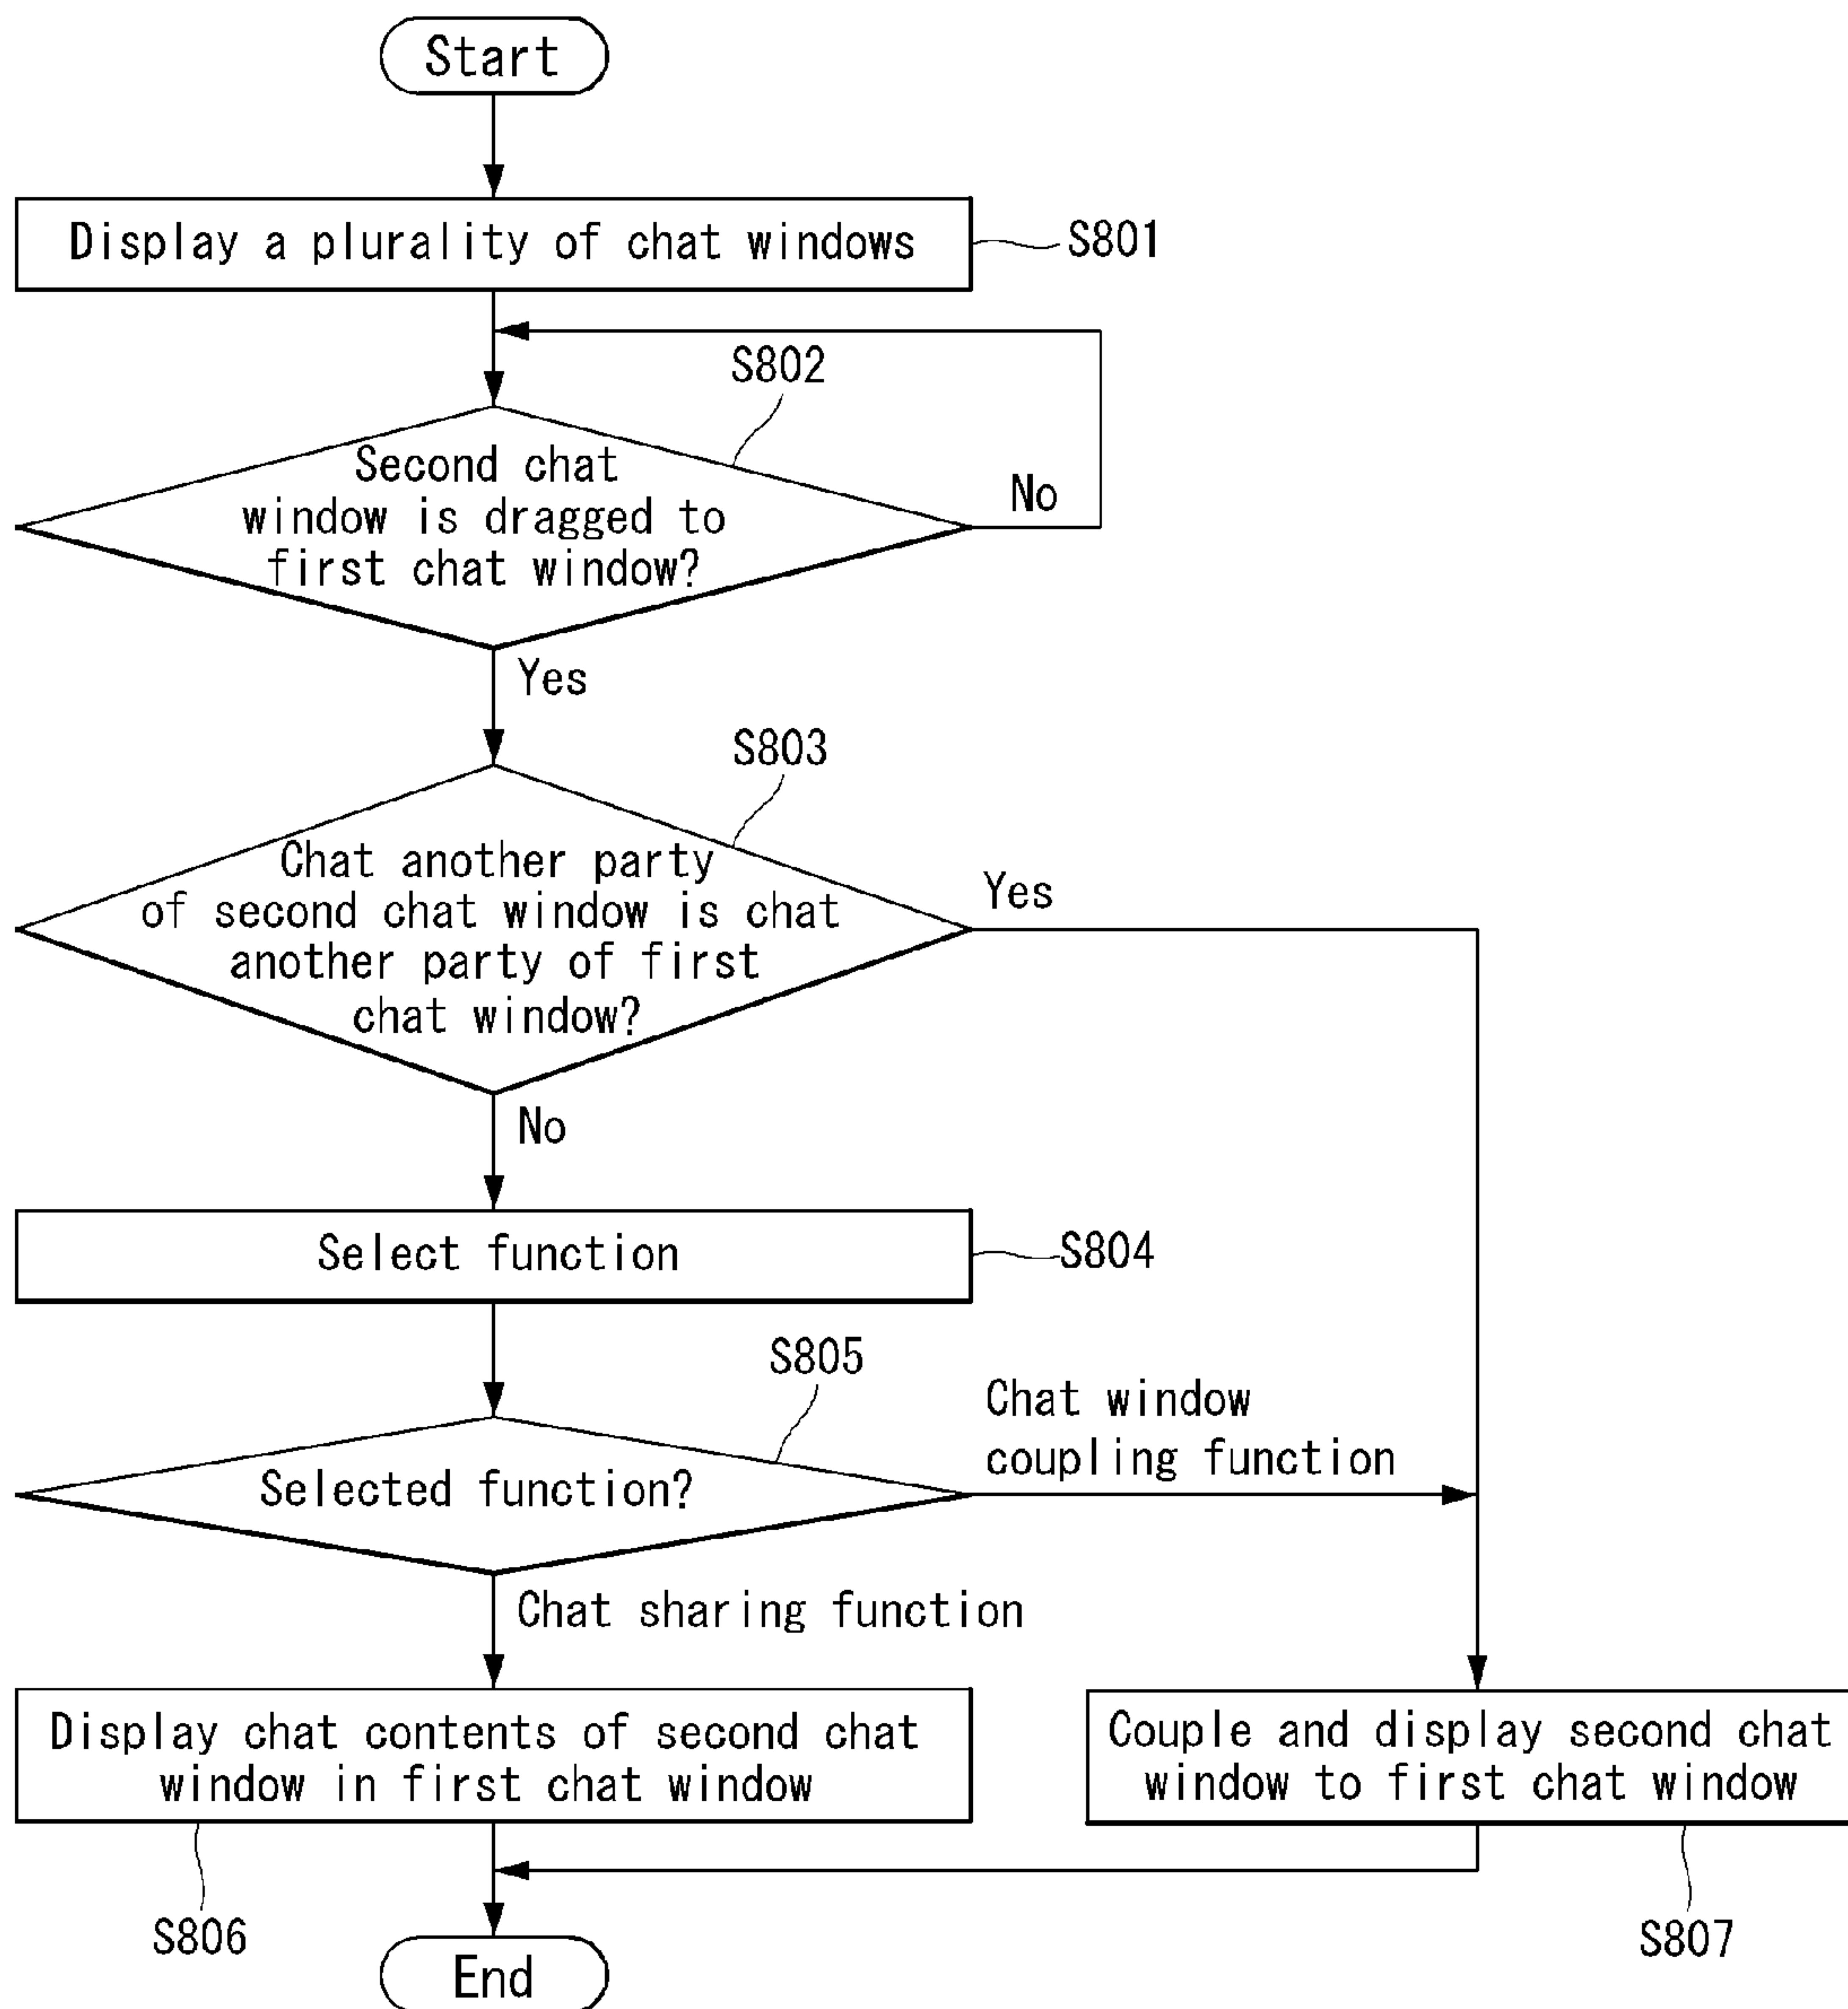 Start
Display a plurality of chat windows
S801
S802
Second chat
window is dragged to
first chat window?
No
Yes
S803
Chat another party
of second chat window is chat
another party of first
chat window?
Yes
No
Select function
S804
S805
Selected function?
Chat window
coupling function
Chat sharing function
Display chat contents of second chat
window in first chat window
Couple and display second chat
window to first chat window
S806
S807
End